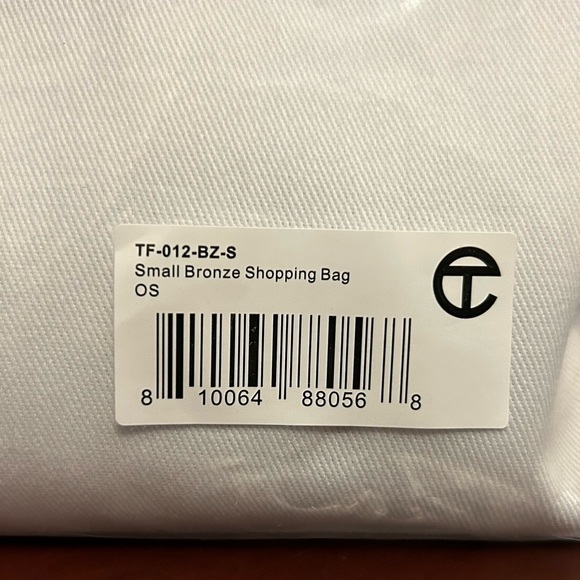 TF-012-BZ-S
Small Bronze Shopping Bag
OS
8 10064 88056 8